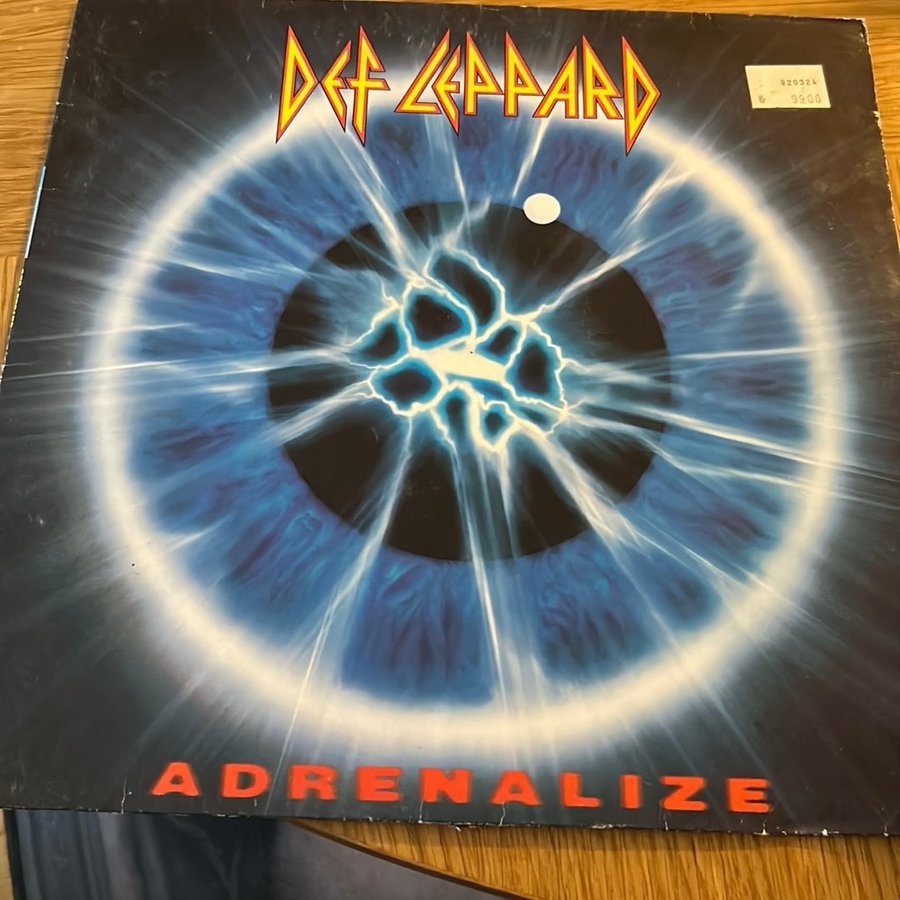 DEF LEPPARD
920324
99.00
ADRENALIZE